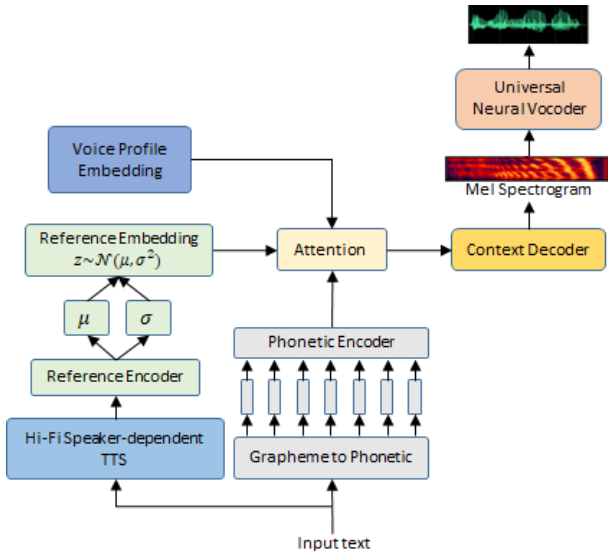 Universal
Neural Vocoder
Voice Profile
Embedding
Mel Spectrogram
Reference Embedding
z~𝒩(μ, σ²)
Attention
Context Decoder
μ
σ
Phonetic Encoder
Reference Encoder
Hi-Fi Speaker-dependent
TTS
Grapheme to Phonetic
Input text